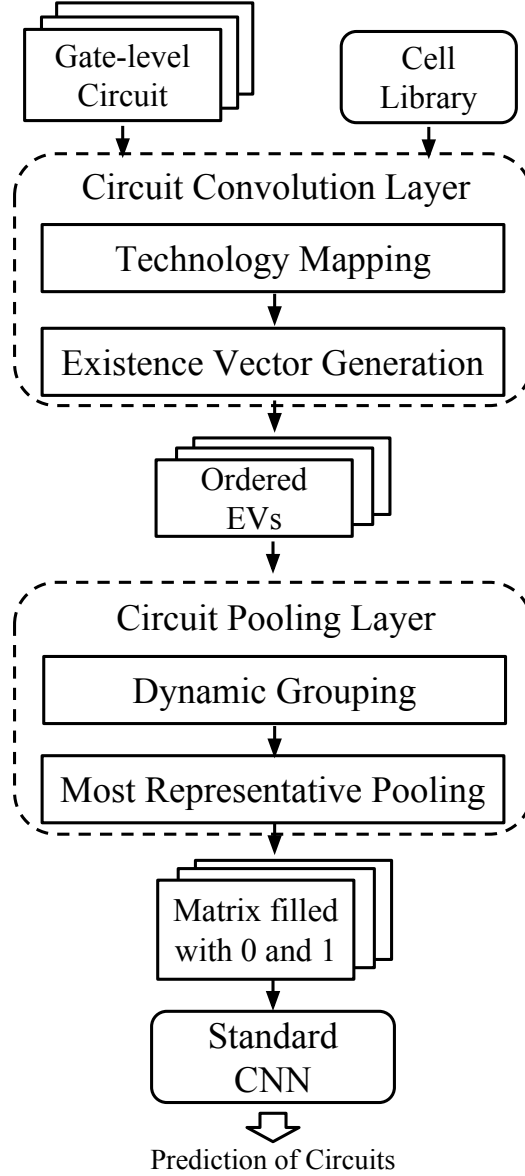 Gate-level
Circuit
Cell
Library
Circuit Convolution Layer
Technology Mapping
Existence Vector Generation
Ordered
EVs
Circuit Pooling Layer
Dynamic Grouping
Most Representative Pooling
Matrix filled
with 0 and 1
Standard
CNN
Prediction of Circuits